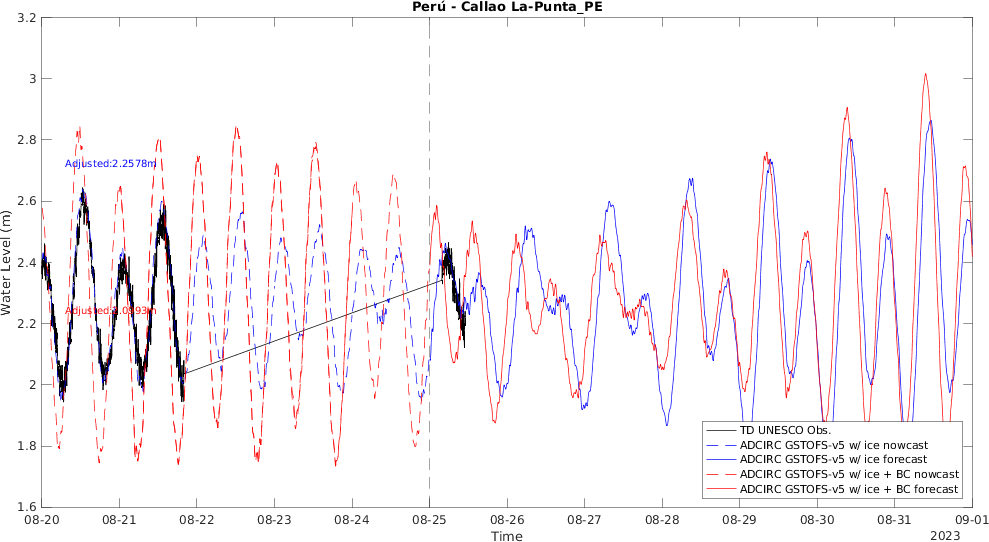 Perú - Callao La-Punta_PE
3.2
3
2.8
2.6
2.4
2.2
2
1.8
1.6
Water Level (m)
Adjusted:2.2578m
TD UNESCO Obs.
ADCIRC GSTOFS-v5 w/ ice nowcast
ADCIRC GSTOFS-v5 w/ ice forecast
ADCIRC GSTOFS-v5 w/ ice + BC nowcast
ADCIRC GSTOFS-v5 w/ ice + BC forecast
08-20 08-21 08-22 08-23 08-24 08-25 08-26 08-27 08-28 08-29 08-30 08-31 09-01
Time
2023